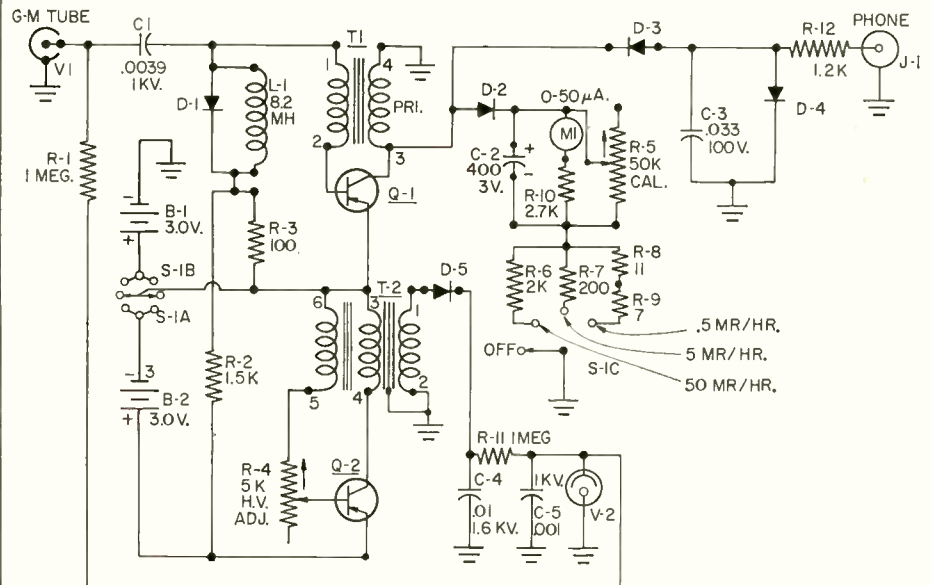 G-M TUBE
V1
C1
.0039
1KV.
T1
1
4
PRI.
2
3
D-1
L-1
8.2
MH
R-1
1 MEG.
B-1
3.0V.
R-3
100.
Q-1
D-2
0-50 μA.
M1
C-2
400
3V.
R-10
2.7K
R-5
50K
CAL.
D-3
C-3
.033
100V.
D-4
R-12
1.2K
PHONE
J-1
S-1B
S-1A
B-2
3.0V.
3
R-2
1.5K
6
T-2
3
1
5
4
2
D-5
R-6
2K
R-7
200
R-8
11
R-9
7
OFF
S-1C
.5 MR/HR.
5 MR/HR.
50 MR/HR.
R-4
5K
H.V.
ADJ.
Q-2
R-11 1MEG
C-4
.01
1.6 KV.
1KV.
C-5
.001
V-2